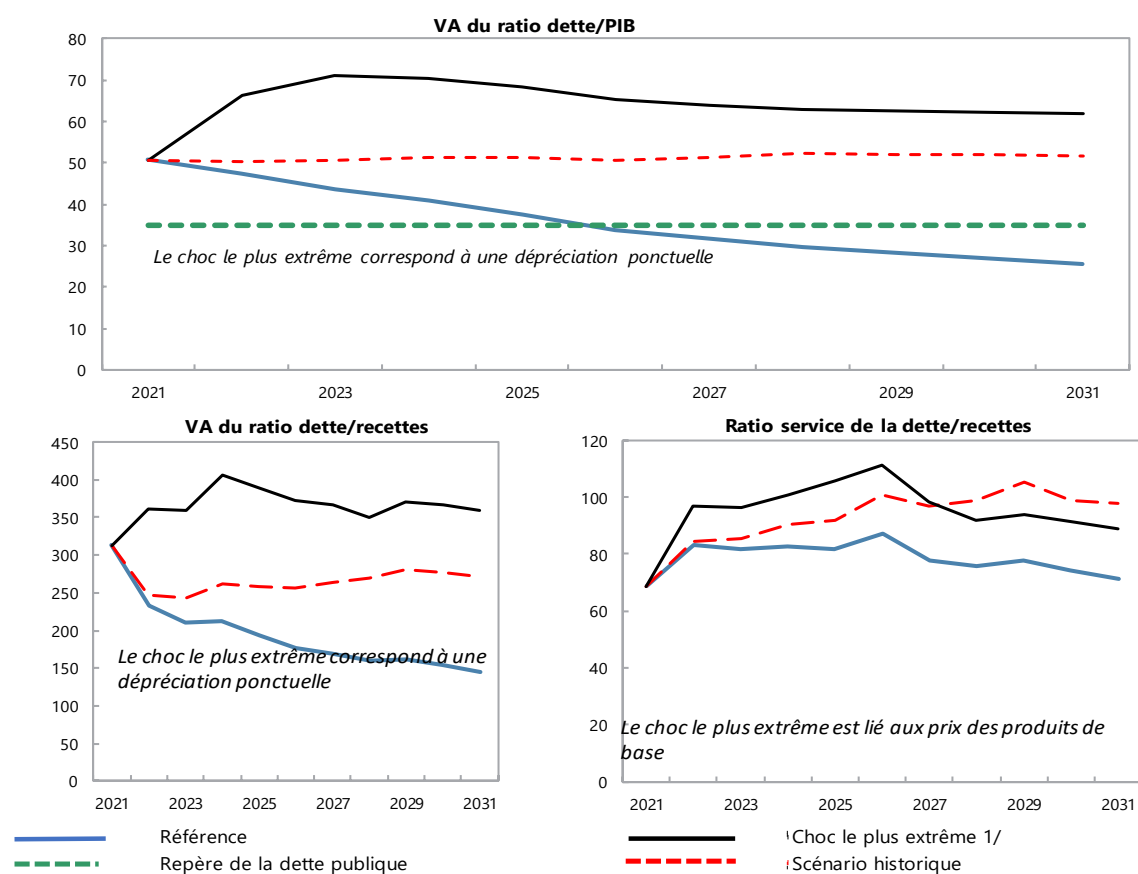 VA du ratio dette/PIB
80
70
60
50
40
30
20
10
0
Le choc le plus extrême correspond à une dépréciation ponctuelle
2021 2023 2025 2027 2029 2031
VA du ratio dette/recettes
450
400
350
300
250
200
150
100
50
0
Le choc le plus extrême correspond à une
dépréciation ponctuelle
2021 2023 2025 2027 2029 2031
Ratio service de la dette/recettes
120
100
80
60
40
20
0
Le choc le plus extrême est lié aux prix des produits de
base
2021 2023 2025 2027 2029 2031
Référence
Repère de la dette publique
Choc le plus extrême 1/
Scénario historique